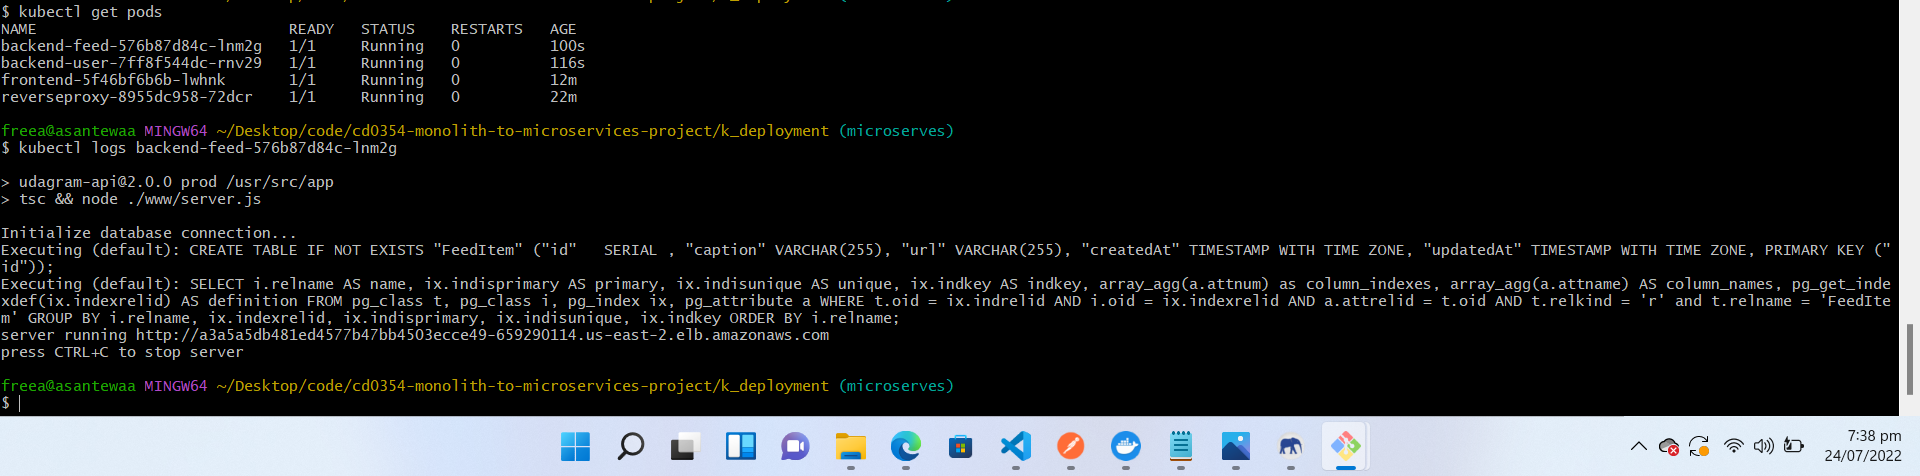 $ kubectl get pods
NAME                             READY   STATUS    RESTARTS   AGE
backend-feed-576b87d84c-lnm2g   1/1     Running   0          100s
backend-user-7ff8f544dc-rnv29   1/1     Running   0          116s
frontend-5f46bf6b6b-lwhnk       1/1     Running   0          12m
reverseproxy-8955dc958-72dcr    1/1     Running   0          22m
freea@asantewaa MINGW64 ~/Desktop/code/cd0354-monolith-to-microservices-project/k_deployment (microserves)
$ kubectl logs backend-feed-576b87d84c-lnm2g
> udagram-api@2.0.0 prod /usr/src/app
> tsc && node ./www/server.js
Initialize database connection...
Executing (default): CREATE TABLE IF NOT EXISTS "FeedItem" ("id"   SERIAL , "caption" VARCHAR(255), "url" VARCHAR(255), "createdAt" TIMESTAMP WITH TIME ZONE, "updatedAt" TIMESTAMP WITH TIME ZONE, PRIMARY KEY ("
id"));
Executing (default): SELECT i.relname AS name, ix.indisprimary AS primary, ix.indisunique AS unique, ix.indkey AS indkey, array_agg(a.attnum) as column_indexes, array_agg(a.attname) AS column_names, pg_get_inde
xdef(ix.indexrelid) AS definition FROM pg_class t, pg_class i, pg_index ix, pg_attribute a WHERE t.oid = ix.indrelid AND i.oid = ix.indexrelid AND a.attrelid = t.oid AND t.relkind = 'r' and t.relname = 'FeedIte
m' GROUP BY i.relname, ix.indexrelid, ix.indisprimary, ix.indisunique, ix.indkey ORDER BY i.relname;
server running http://a3a5a5db481ed4577b47bb4503ecce49-659290114.us-east-2.elb.amazonaws.com
press CTRL+C to stop server
freea@asantewaa MINGW64 ~/Desktop/code/cd0354-monolith-to-microservices-project/k_deployment (microserves)
$
7:38 pm
24/07/2022